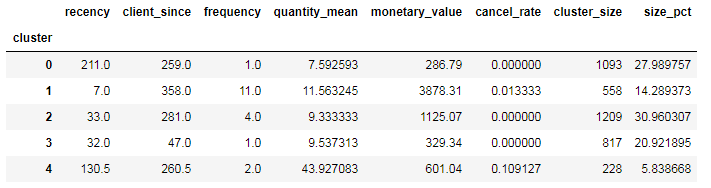 recency client_since frequency quantity_mean monetary_value cancel_rate cluster_size size_pct
cluster
0 211.0 259.0 1.0 7.592593 286.79 0.000000 1093 27.989757
1 7.0 358.0 11.0 11.563245 3878.31 0.013333 558 14.289373
2 33.0 281.0 4.0 9.333333 1125.07 0.000000 1209 30.960307
3 32.0 47.0 1.0 9.537313 329.34 0.000000 817 20.921895
4 130.5 260.5 2.0 43.927083 601.04 0.109127 228 5.838668